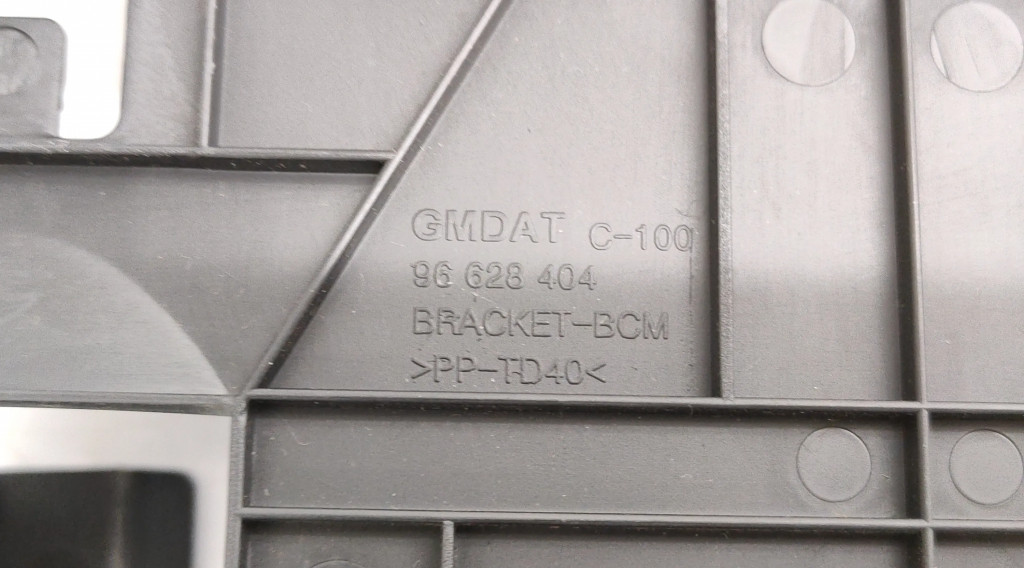 GMDAT C-100
96 628 404
BRACKET-BCM
>PP-TD40<